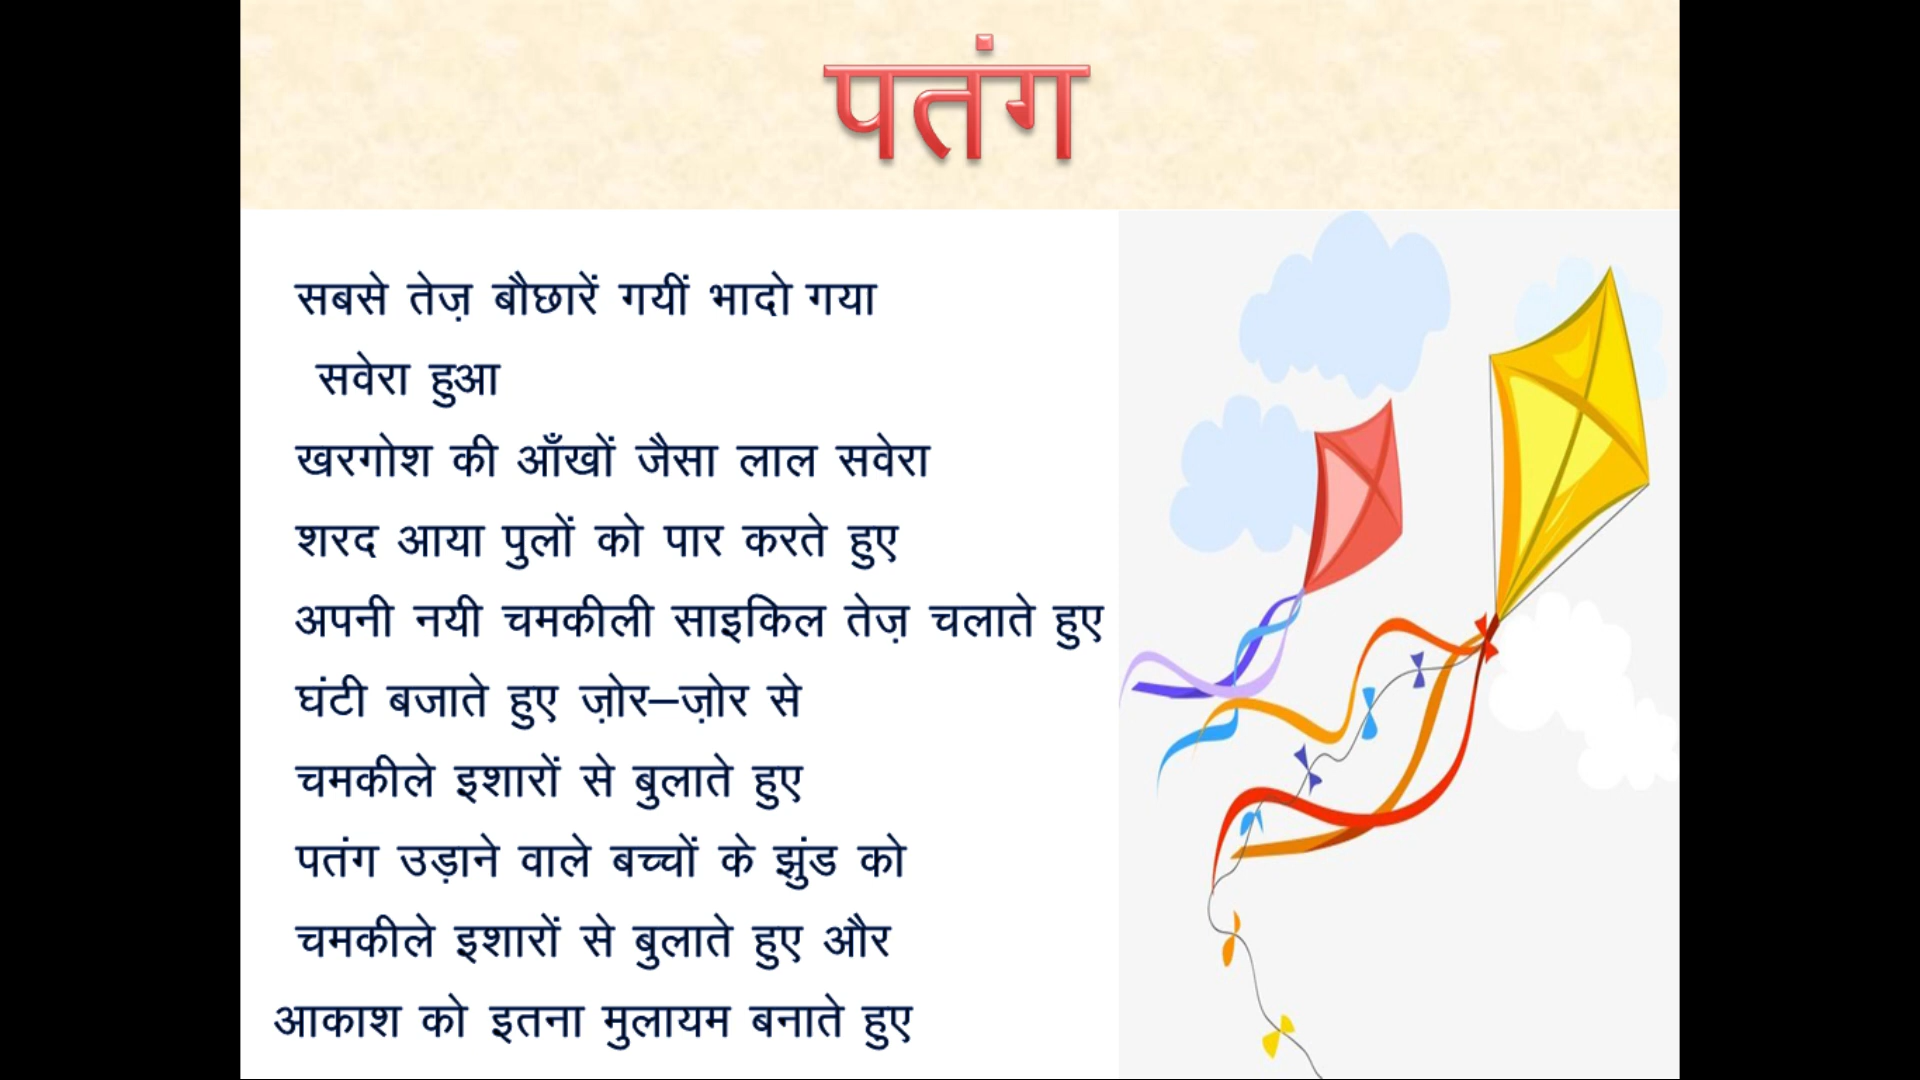 पतंग
सबसे तेज़ बौछारें गयीं भादो गया
सवेरा हुआ
खरगोश की आँखों जैसा लाल सवेरा
शरद आया पुलों को पार करते हुए
अपनी नयी चमकीली साइकिल तेज़ चलाते हुए
घंटी बजाते हुए ज़ोर–ज़ोर से
चमकीले इशारों से बुलाते हुए
पतंग उड़ाने वाले बच्चों के झुंड को
चमकीले इशारों से बुलाते हुए और
आकाश को इतना मुलायम बनाते हुए